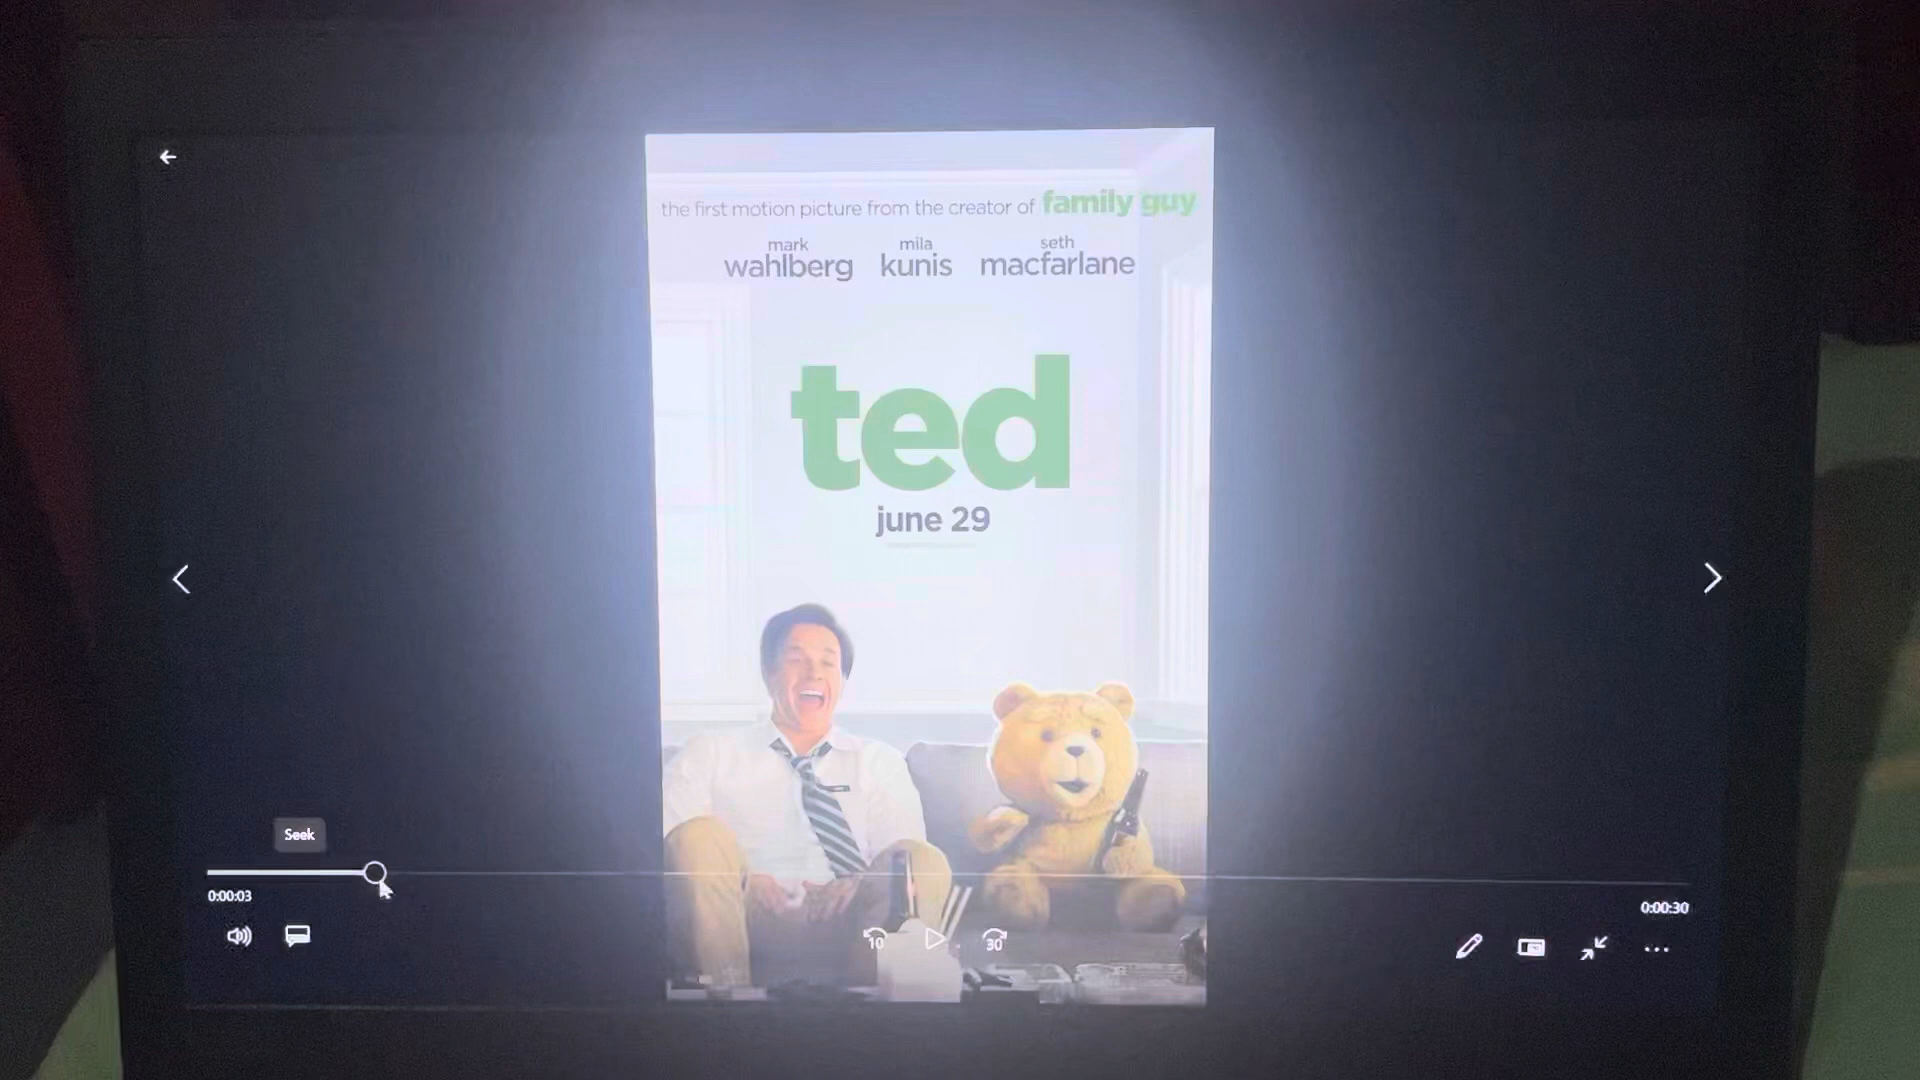 the first motion picture from the creator of family guy
mark wahlberg
mila kunis
seth macfarlane
ted
june 29
Seek
0:00:03
0:00:30
10
30